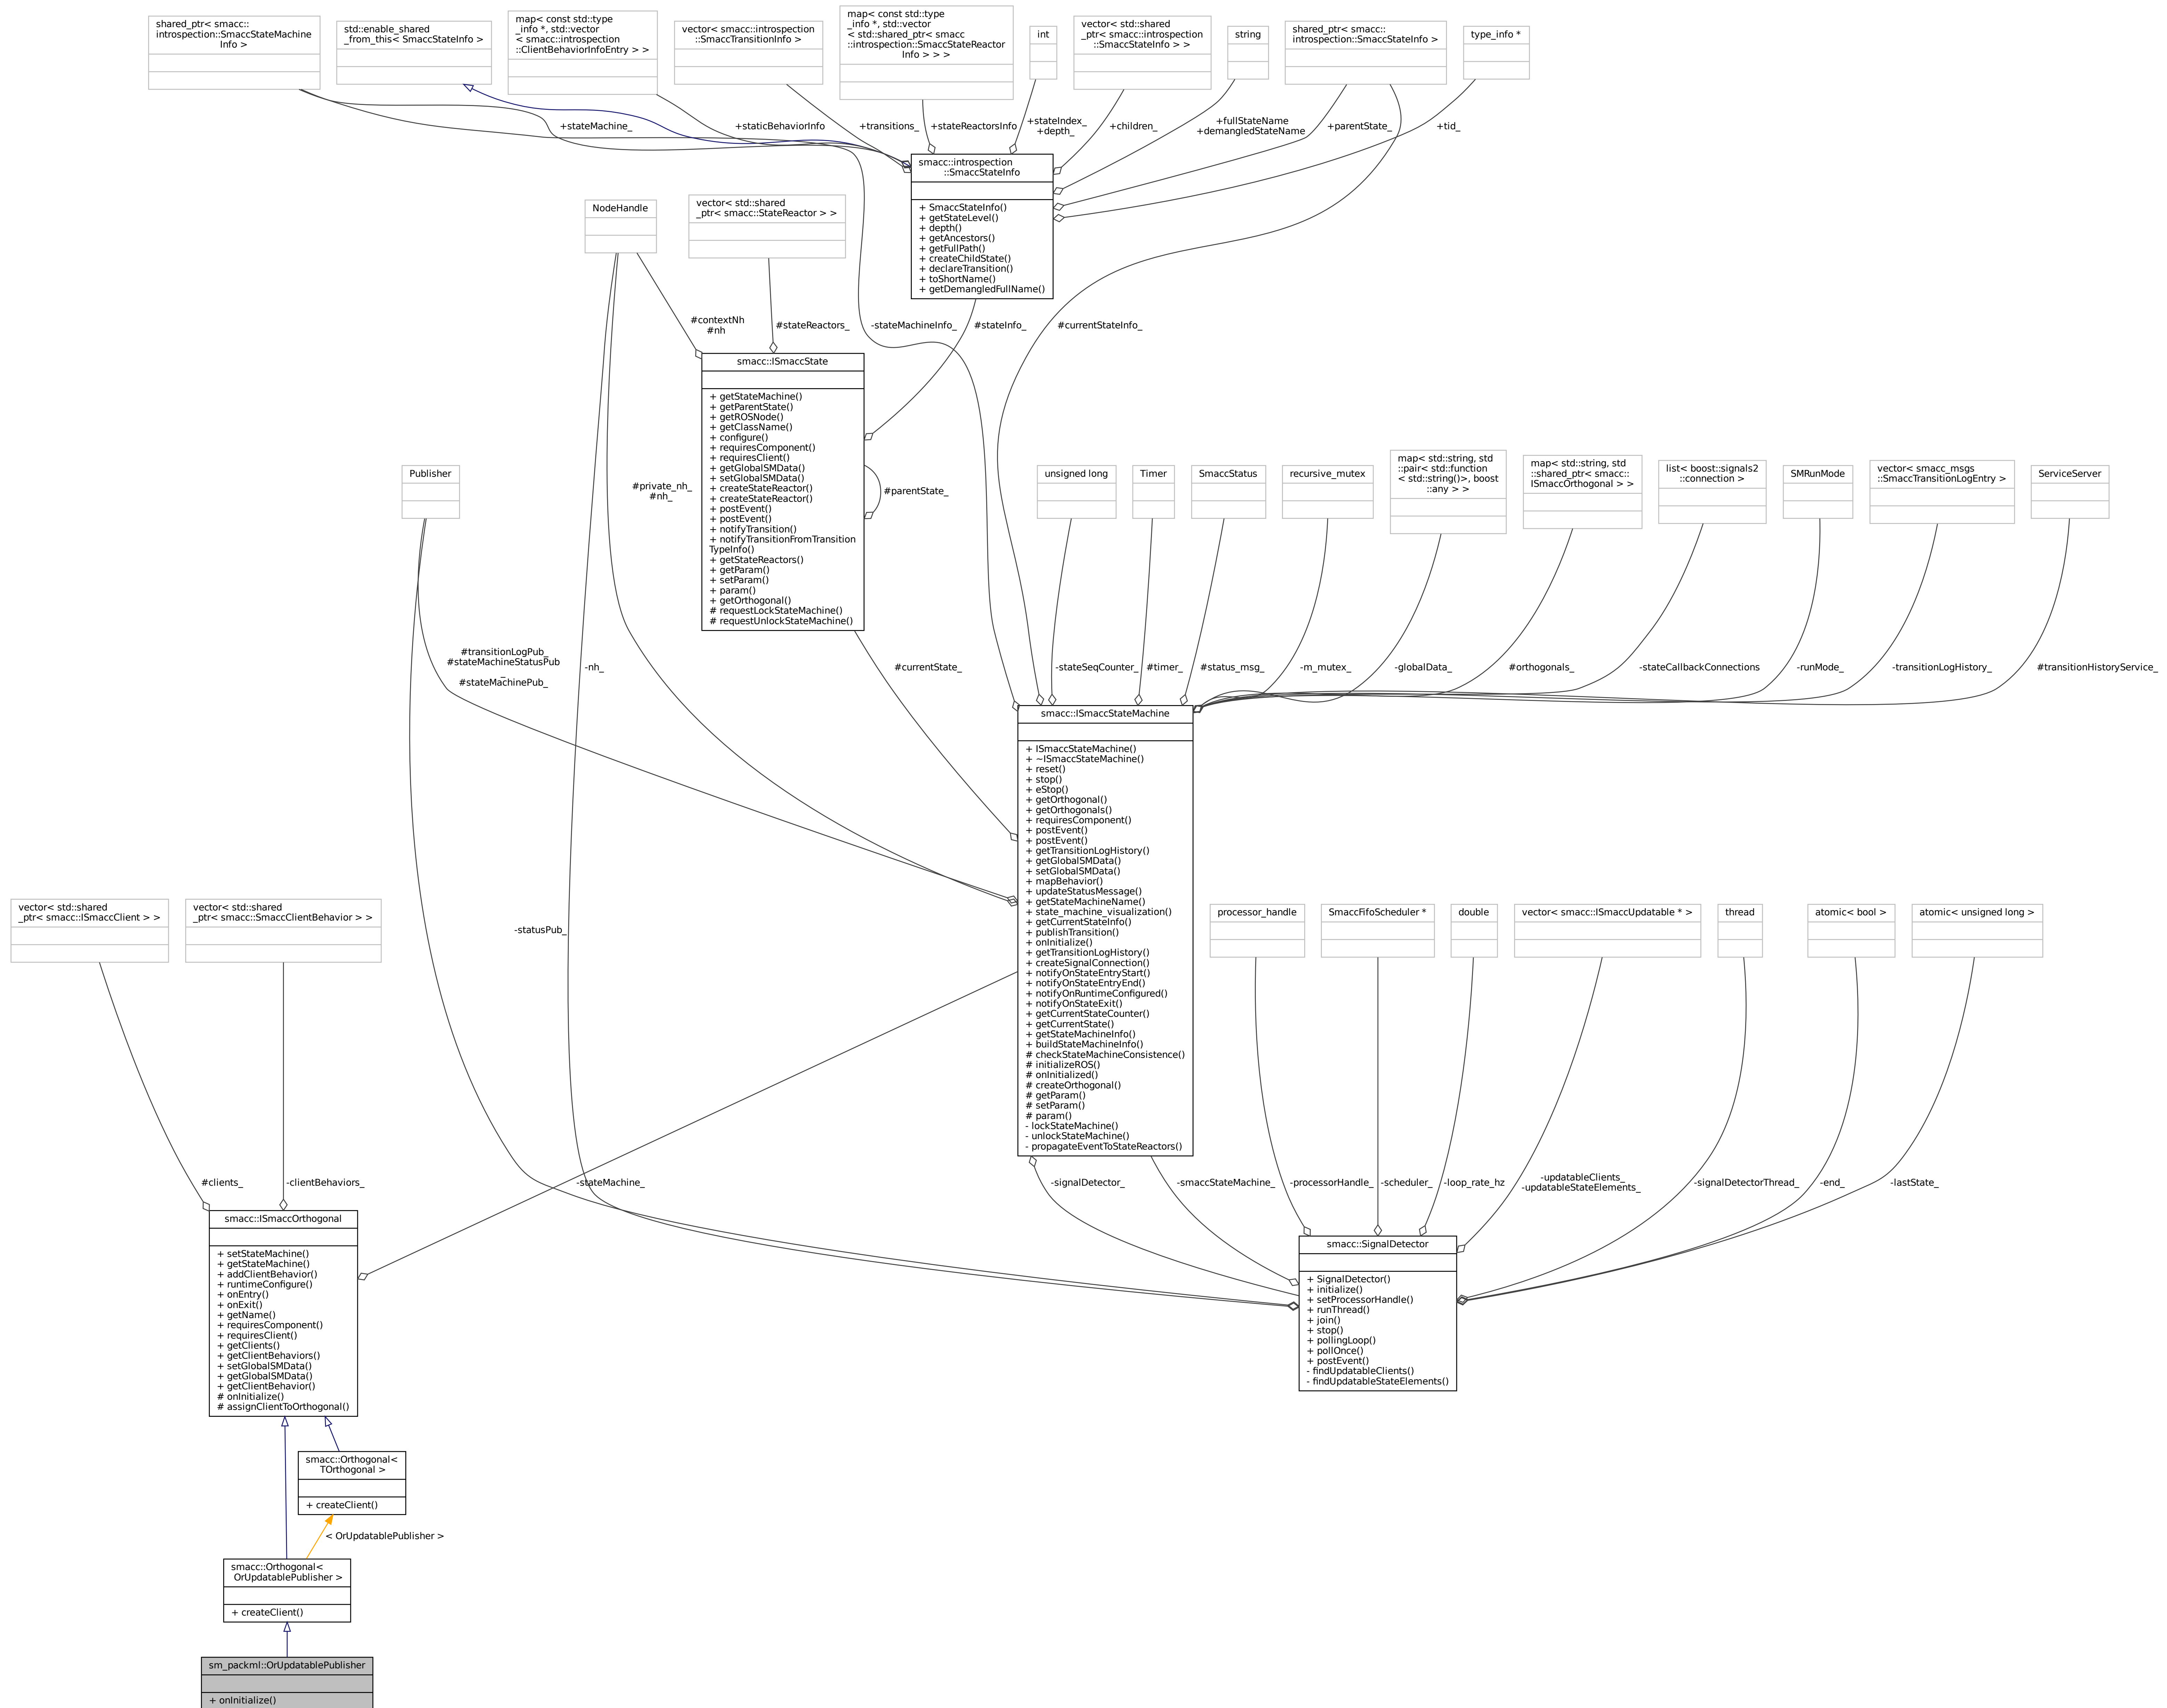 shared_ptr< smacc::
introspection::SmaccStateMachine
Info >
std::enable_shared
_from_this< SmaccStateInfo >
map< const std::type
_info *, std::vector
< smacc::introspection
::ClientBehaviorInfoEntry > >
vector< smacc::introspection
::SmaccTransitionInfo >
map< const std::type
_info *, std::vector
< std::shared_ptr< smacc
::introspection::SmaccStateReactor
Info > > >
int
vector< std::shared
_ptr< smacc::introspection
::SmaccStateInfo > >
string
shared_ptr< smacc::
introspection::SmaccStateInfo >
type_info *
+stateMachine_
+staticBehaviorInfo
+transitions_
+stateReactorsInfo
+stateIndex_
+depth_
+children_
+fullStateName
+demangledStateName
+parentState_
+tid_
smacc::introspection
::SmaccStateInfo
+ SmaccStateInfo()
+ getStateLevel()
+ depth()
+ getAncestors()
+ getFullPath()
+ createChildState()
+ declareTransition()
+ toShortName()
+ getDemangledFullName()
NodeHandle
vector< std::shared
_ptr< smacc::StateReactor > >
#contextNh
#nh
#stateReactors_
-stateMachineInfo_
#stateInfo_
#currentStateInfo_
smacc::ISmaccState
+ getStateMachine()
+ getParentState()
+ getROSNode()
+ getClassName()
+ configure()
+ requiresComponent()
+ requiresClient()
+ getGlobalSMData()
+ setGlobalSMData()
+ createStateReactor()
+ createStateReactor()
+ postEvent()
+ postEvent()
+ notifyTransition()
+ notifyTransitionFromTransition
TypeInfo()
+ getStateReactors()
+ getParam()
+ setParam()
+ param()
+ getOrthogonal()
# requestLockStateMachine()
# requestUnlockStateMachine()
#parentState_
Publisher
#private_nh_
#nh_
unsigned long
Timer
SmaccStatus
recursive_mutex
map< std::string, std
::pair< std::function
< std::string()>, boost
::any > >
map< std::string, std
::shared_ptr< smacc::
ISmaccOrthogonal > >
list< boost::signals2
::connection >
SMRunMode
vector< smacc_msgs
::SmaccTransitionLogEntry >
ServiceServer
#transitionLogPub_
#stateMachineStatusPub
_
#stateMachinePub_
-nh_
#currentState_
-stateSeqCounter_
#timer_
#status_msg_
-m_mutex_
-globalData_
#orthogonals_
-stateCallbackConnections
-runMode_
-transitionLogHistory_
#transitionHistoryService_
smacc::ISmaccStateMachine
+ ISmaccStateMachine()
+ ~ISmaccStateMachine()
+ reset()
+ stop()
+ eStop()
+ getOrthogonal()
+ getOrthogonals()
+ requiresComponent()
+ postEvent()
+ postEvent()
+ getTransitionLogHistory()
+ getGlobalSMData()
+ setGlobalSMData()
+ mapBehavior()
+ updateStatusMessage()
+ getStateMachineName()
+ state_machine_visualization()
+ getCurrentStateInfo()
+ publishTransition()
+ onInitialize()
+ getTransitionLogHistory()
+ createSignalConnection()
+ notifyOnStateEntryStart()
+ notifyOnStateEntryEnd()
+ notifyOnRuntimeConfigured()
+ notifyOnStateExit()
+ getCurrentStateCounter()
+ getCurrentState()
+ getStateMachineInfo()
+ buildStateMachineInfo()
# checkStateMachineConsistence()
# initializeROS()
# onInitialized()
# createOrthogonal()
# getParam()
# setParam()
# param()
- lockStateMachine()
- unlockStateMachine()
- propagateEventToStateReactors()
vector< std::shared
_ptr< smacc::ISmaccClient > >
vector< std::shared
_ptr< smacc::SmaccClientBehavior > >
-statusPub_
processor_handle
SmaccFifoScheduler *
double
vector< smacc::ISmaccUpdatable * >
thread
atomic< bool >
atomic< unsigned long >
#clients_
-clientBehaviors_
-stateMachine_
-signalDetector_
-smaccStateMachine_
-processorHandle_
-scheduler_
-loop_rate_hz
-updatableClients_
-updatableStateElements_
-signalDetectorThread_
-end_
-lastState_
smacc::ISmaccOrthogonal
+ setStateMachine()
+ getStateMachine()
+ addClientBehavior()
+ runtimeConfigure()
+ onEntry()
+ onExit()
+ getName()
+ requiresComponent()
+ requiresClient()
+ getClients()
+ getClientBehaviors()
+ setGlobalSMData()
+ getGlobalSMData()
+ getClientBehavior()
# onInitialize()
# assignClientToOrthogonal()
smacc::SignalDetector
+ SignalDetector()
+ initialize()
+ setProcessorHandle()
+ runThread()
+ join()
+ stop()
+ pollingLoop()
+ pollOnce()
+ postEvent()
- findUpdatableClients()
- findUpdatableStateElements()
smacc::Orthogonal<
TOrthogonal >
+ createClient()
< OrUpdatablePublisher >
smacc::Orthogonal<
OrUpdatablePublisher >
+ createClient()
sm_packml::OrUpdatablePublisher
+ onInitialize()